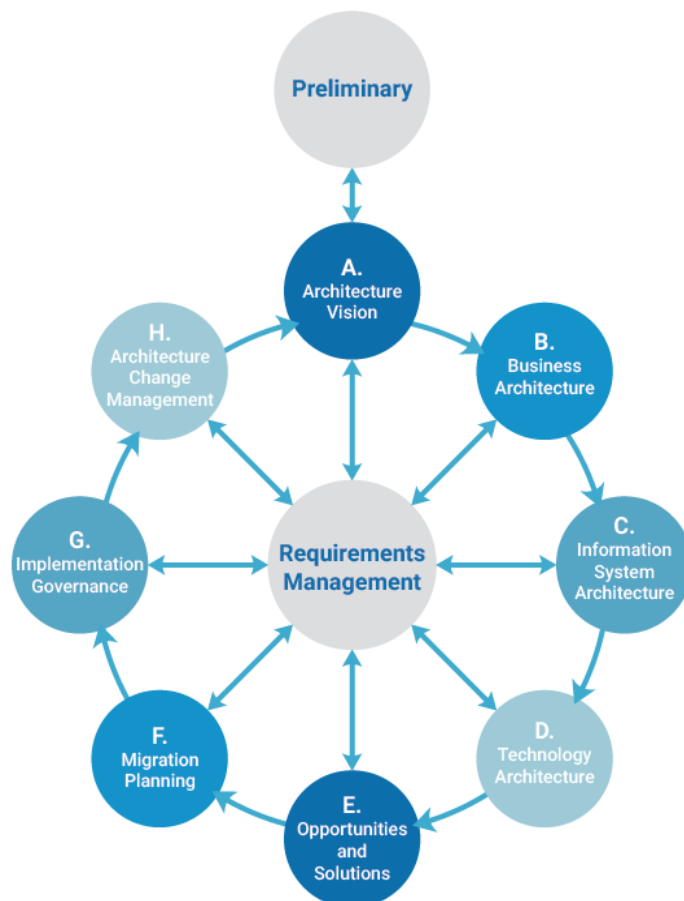 Preliminary
A.
Architecture
Vision
B.
Business
Architecture
C.
Information
System
Architecture
D.
Technology
Architecture
E.
Opportunities
and
Solutions
F.
Migration
Planning
G.
Implementation
Governance
H.
Architecture
Change
Management
Requirements
Management